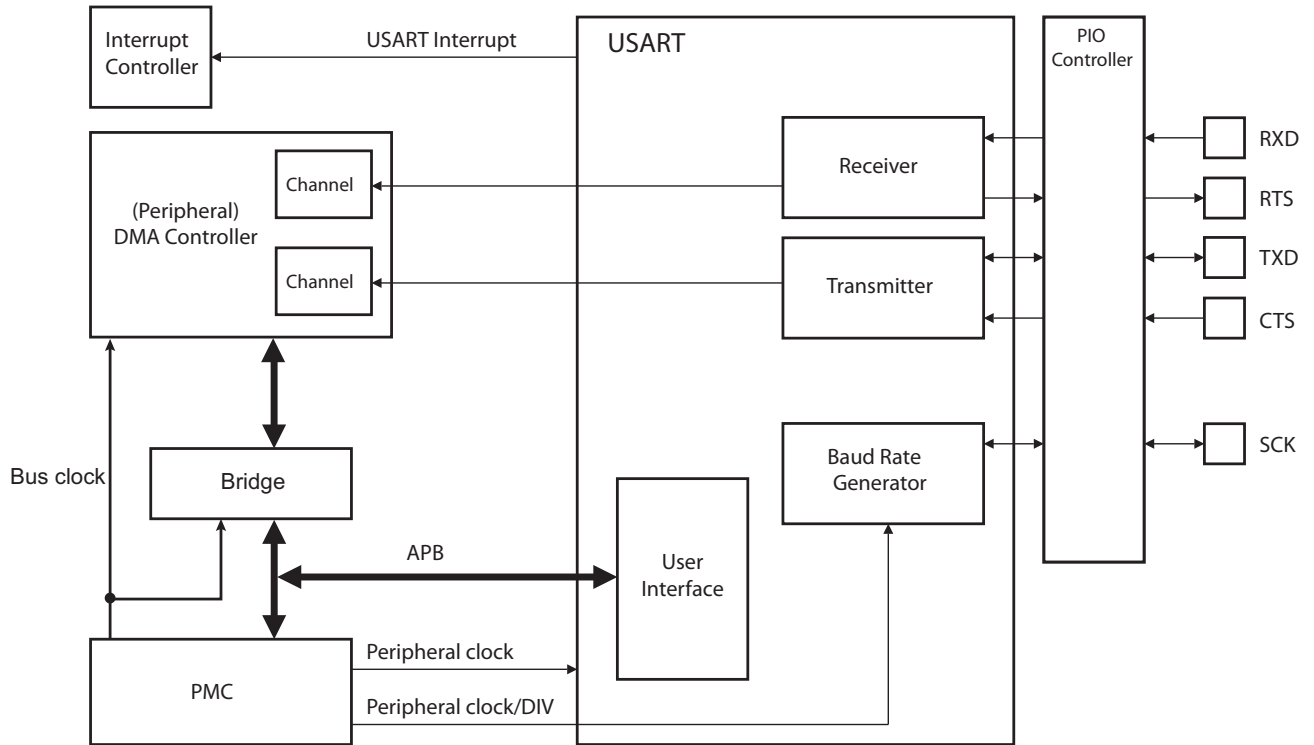 Interrupt
Controller
USART Interrupt
USART
PIO
Controller
(Peripheral)
DMA Controller
Channel
Channel
Receiver
Transmitter
RXD
RTS
TXD
CTS
SCK
Baud Rate
Generator
Bus clock
Bridge
APB
User
Interface
PMC
Peripheral clock
Peripheral clock/DIV